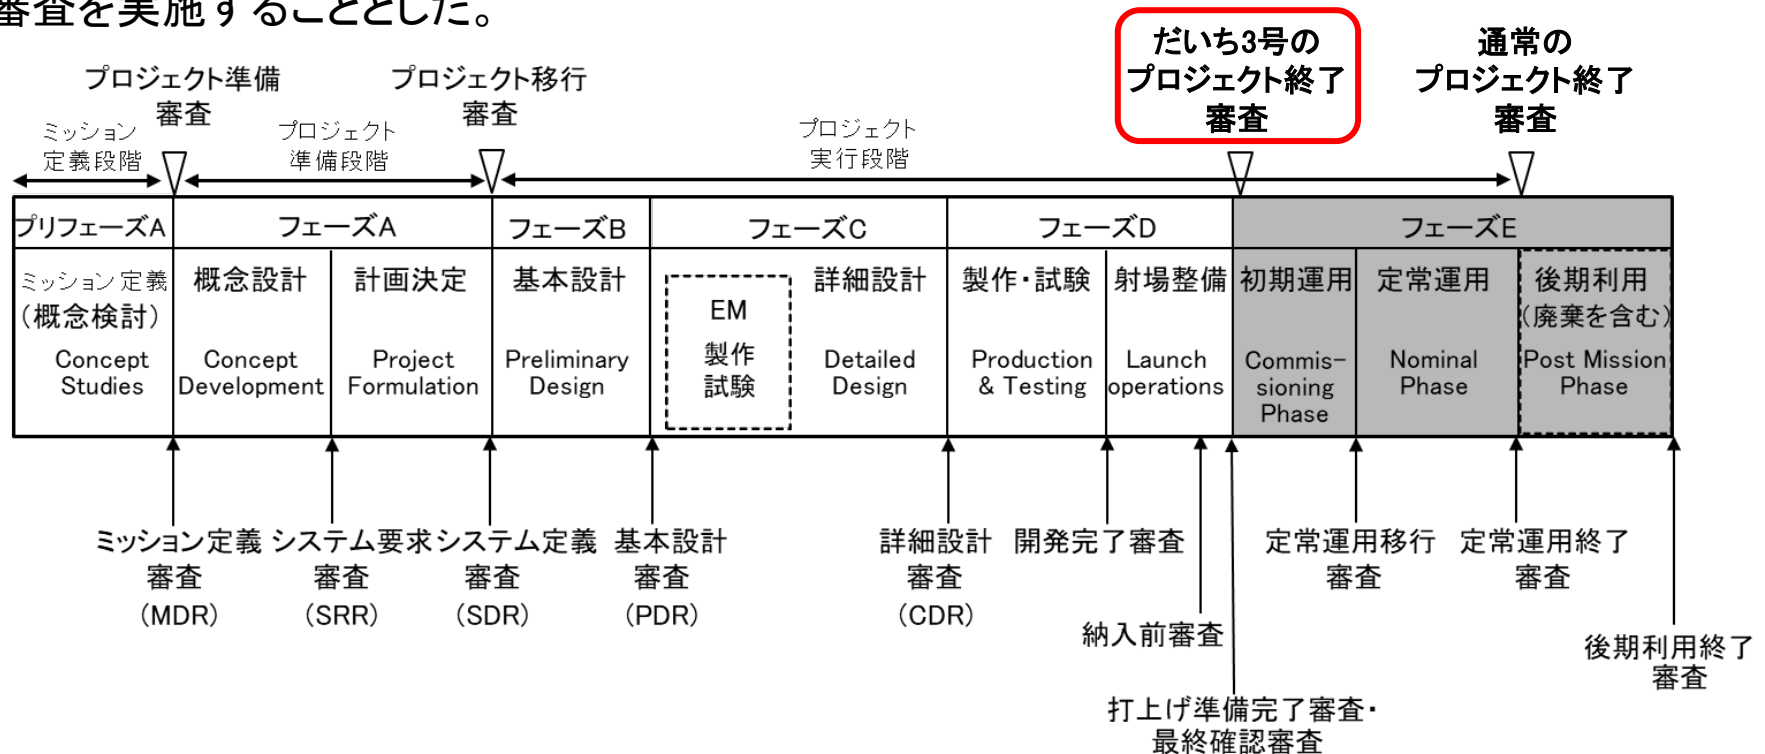 審査を実施することとした。
だいち3号の
プロジェクト終了
審査
通常の
プロジェクト終了
審査
プロジェクト準備
審査
プロジェクト移行
審査
ミッション
定義段階
プロジェクト
準備段階
プロジェクト
実行段階
プリフェーズA
フェーズA
フェーズB
フェーズC
フェーズD
フェーズE
ミッション定義
(概念検討)
Concept
Studies
概念設計
Concept
Development
計画決定
Project
Formulation
基本設計
Preliminary
Design
EM
製作
試験
詳細設計
Detailed
Design
製作・試験
Production
& Testing
射場整備
Launch
operations
初期運用
Commis-
sioning
Phase
定常運用
Nominal
Phase
後期利用
(廃棄を含む)
Post Mission
Phase
ミッション定義
審査
(MDR)
システム要求
審査
(SRR)
システム定義
審査
(SDR)
基本設計
審査
(PDR)
詳細設計
審査
(CDR)
開発完了審査
納入前審査
打上げ準備完了審査・
最終確認審査
定常運用移行
審査
定常運用終了
審査
後期利用終了
審査